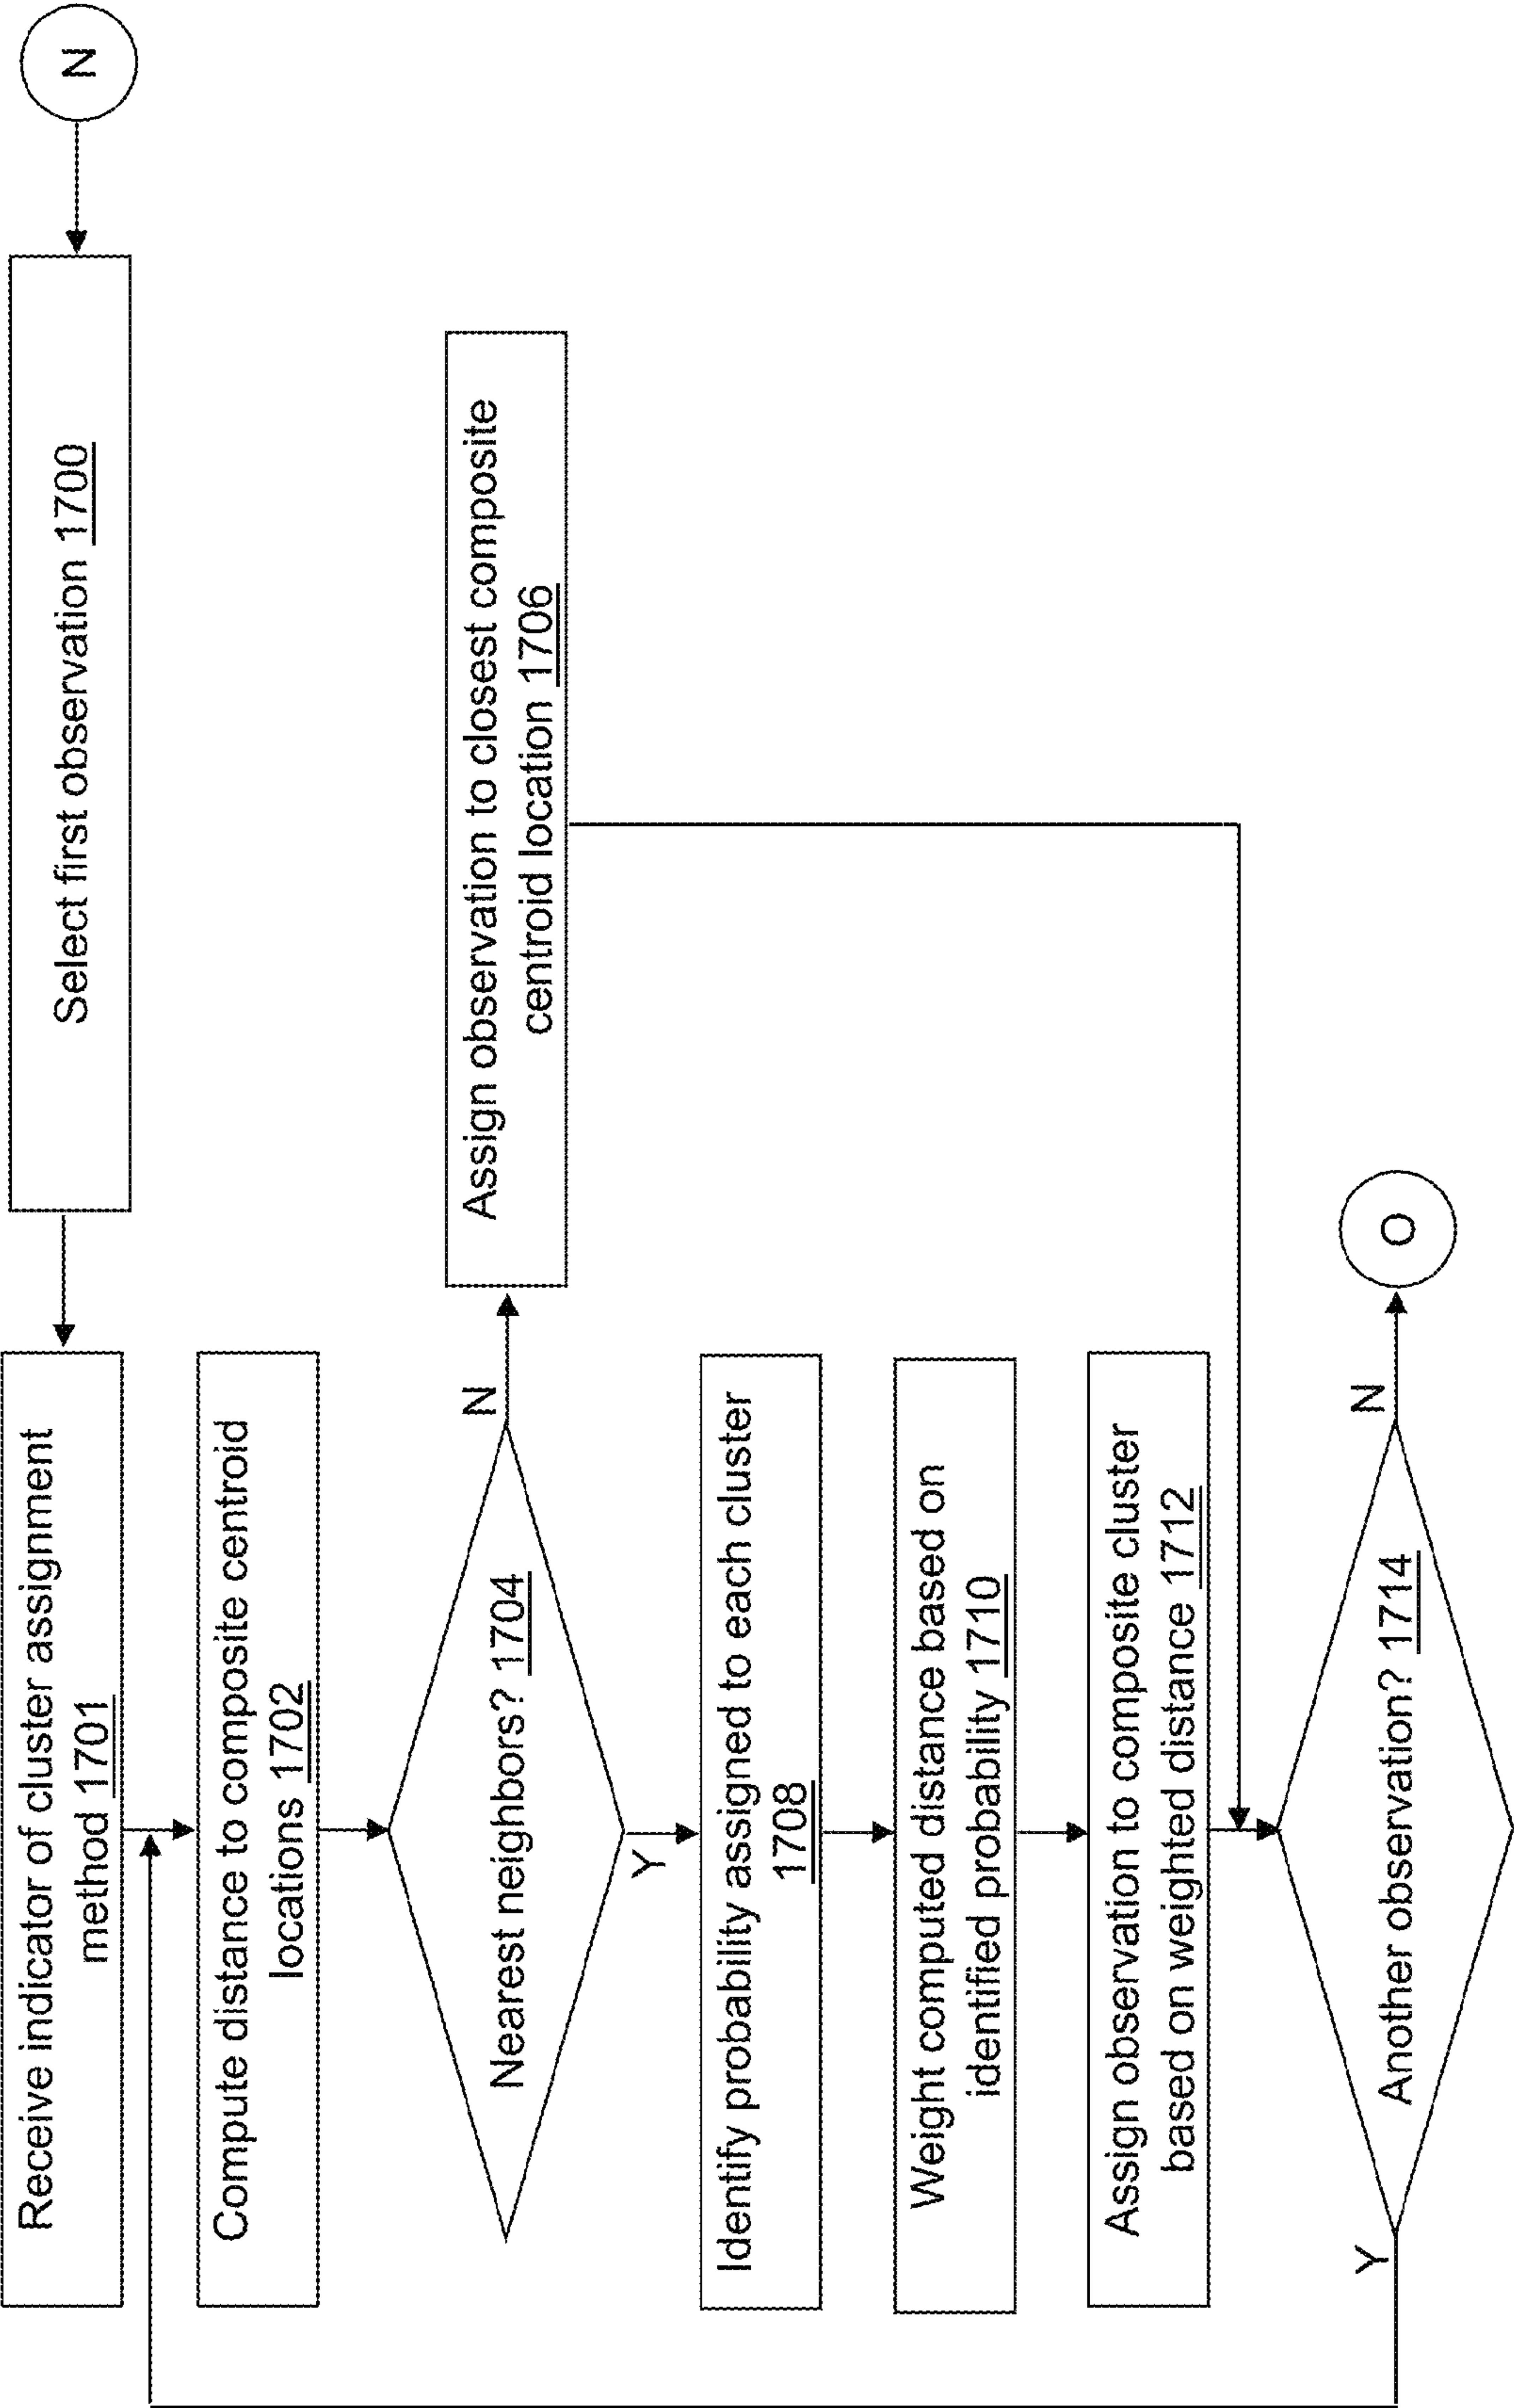 N
Select first observation 1700
Receive indicator of cluster assignment
method 1701
Compute distance to composite centroid
locations 1702
Nearest neighbors? 1704
N
Assign observation to closest composite
centroid location 1706
Y
Identify probability assigned to each cluster
1708
Weight computed distance based on
identified probability 1710
Assign observation to composite cluster
based on weighted distance 1712
Another observation? 1714
N
O
Y